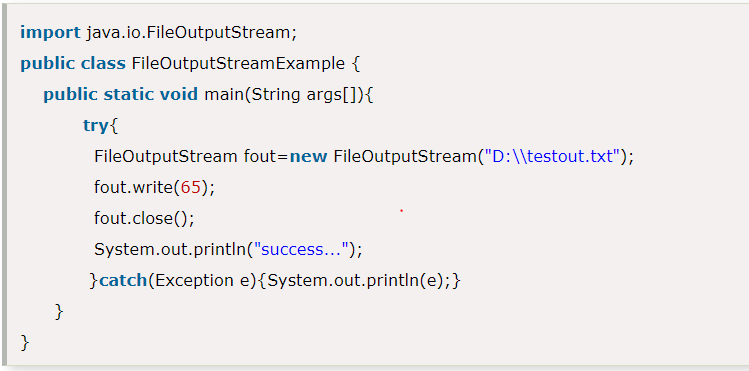 import java.io.FileOutputStream;
public class FileOutputStreamExample {
public static void main(String args[]){
try{
FileOutputStream fout=new FileOutputStream("D:\\testout.txt");
fout.write(65);
fout.close();
System.out.println("success...");
}catch(Exception e){System.out.println(e);}
}
}